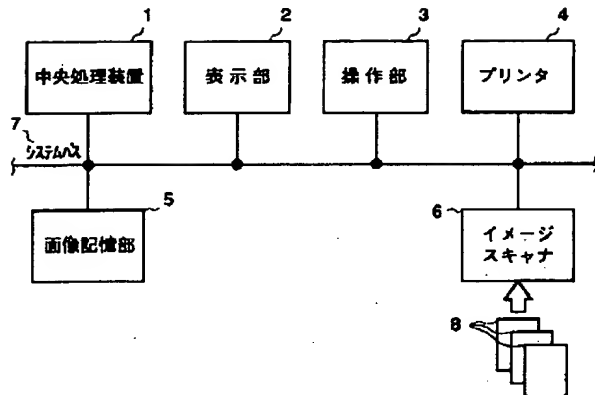 1
2
3
4
中央処理装置
表示部
操作部
プリンタ
7
システムバス
5
6
画像記憶部
イメージ
スキャナ
8